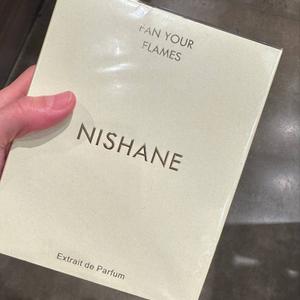 FAN YOUR
FLAMES
NISHANE
Extrait de Parfum